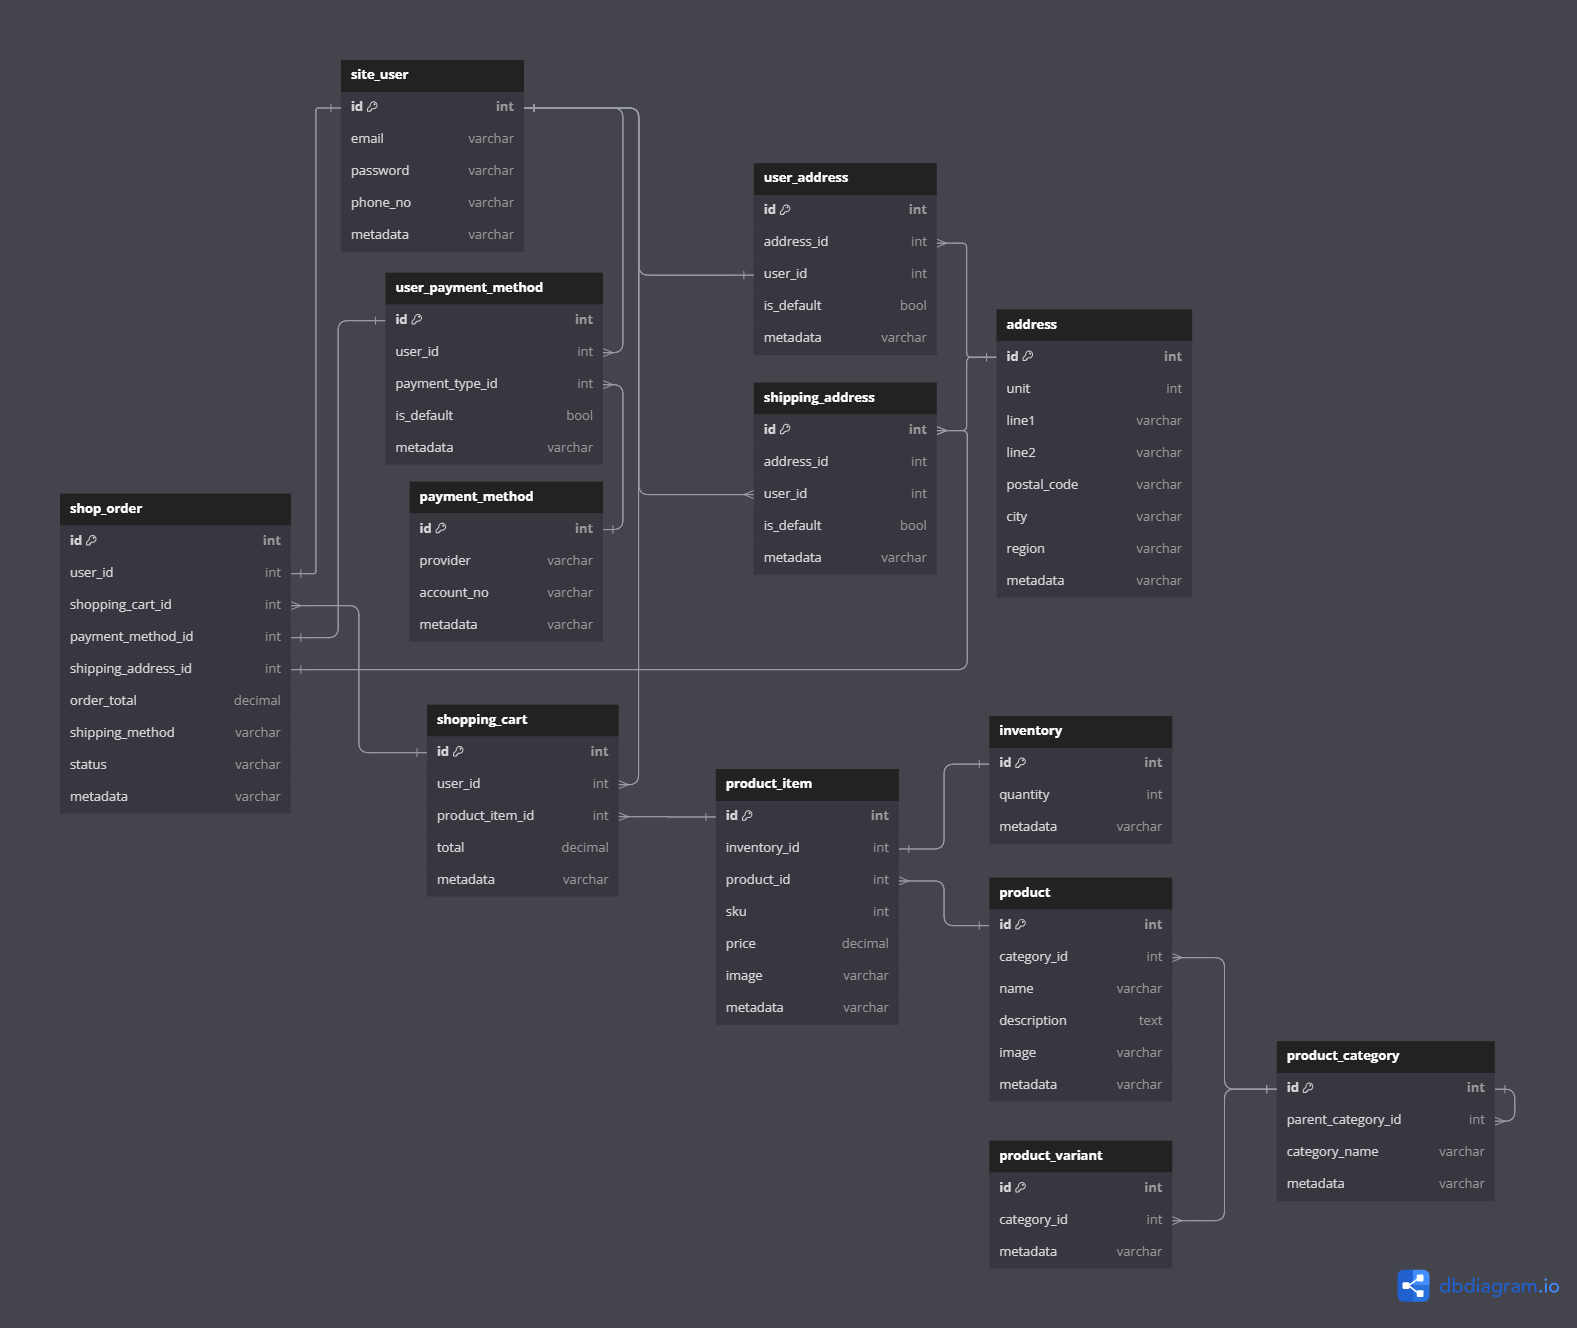 site_user
id int
email varchar
password varchar
phone_no varchar
metadata varchar
user_address
id int
address_id int
user_id int
is_default bool
metadata varchar
user_payment_method
id int
user_id int
payment_type_id int
is_default bool
metadata varchar
address
id int
unit int
line1 varchar
line2 varchar
postal_code varchar
city varchar
region varchar
metadata varchar
shipping_address
id int
address_id int
user_id int
is_default bool
metadata varchar
payment_method
id int
provider varchar
account_no varchar
metadata varchar
shop_order
id int
user_id int
shopping_cart_id int
payment_method_id int
shipping_address_id int
order_total decimal
shipping_method varchar
status varchar
metadata varchar
shopping_cart
id int
user_id int
product_item_id int
total decimal
metadata varchar
product_item
id int
inventory_id int
product_id int
sku int
price decimal
image varchar
metadata varchar
inventory
id int
quantity int
metadata varchar
product
id int
category_id int
name varchar
description text
image varchar
metadata varchar
product_category
id int
parent_category_id int
category_name varchar
metadata varchar
product_variant
id int
category_id int
metadata varchar
dbdiagram.io